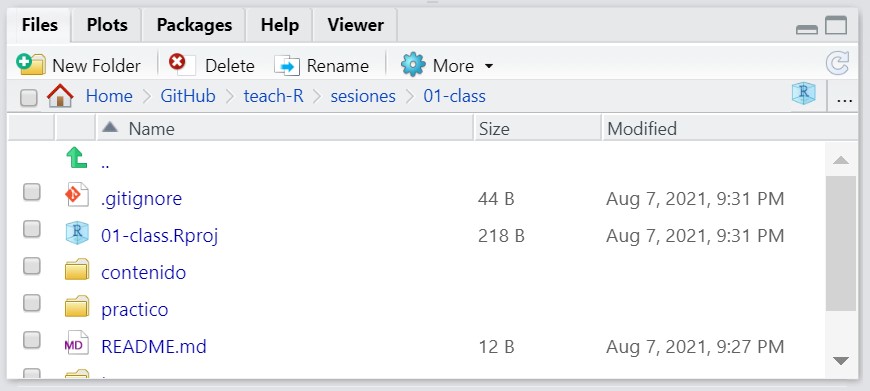 Files Plots Packages Help Viewer
New Folder Delete Rename More
Home GitHub teach-R sesiones 01-class R ...
Name Size Modified
..
.gitignore 44 B Aug 7, 2021, 9:31 PM
R 01-class.Rproj 218 B Aug 7, 2021, 9:31 PM
contenido
practico
MD README.md 12 B Aug 7, 2021, 9:27 PM